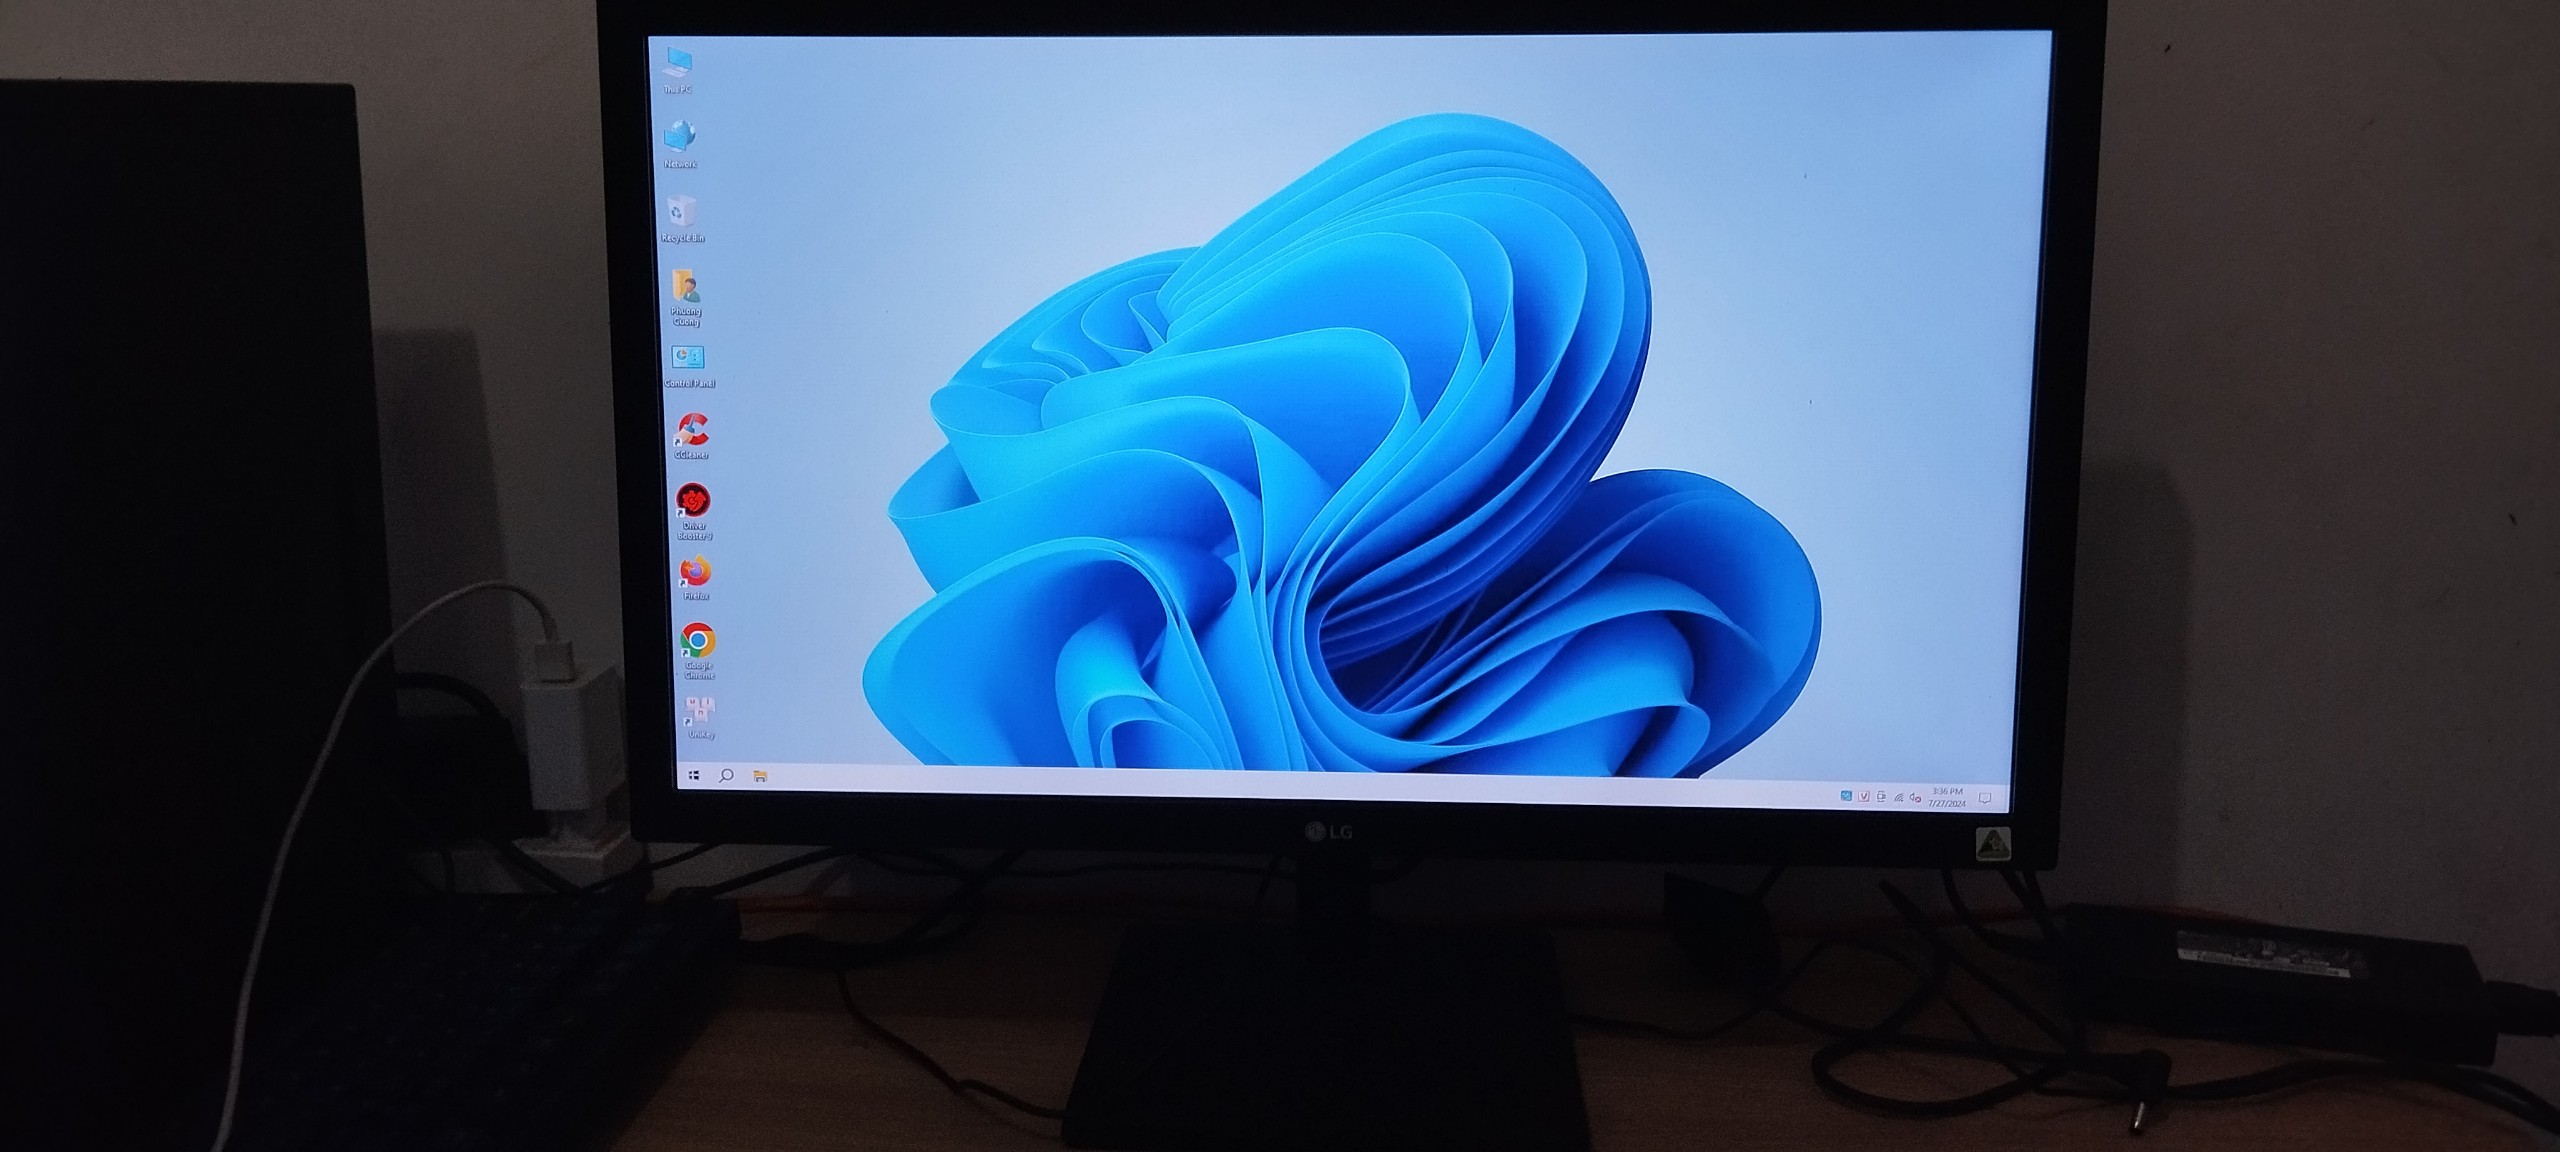 This PC
Network
Recycle Bin
Phuong
Cuong
Control Panel
CCleaner
Driver
Booster 9
Firefox
Google
Chrome
U
N
I
UniKey
V
3:36 PM
7/27/2024
LG